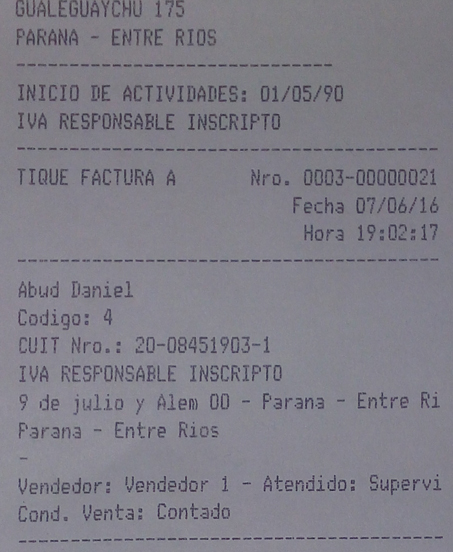 GUALEGUAYCHU 175
PARANA - ENTRE RIOS
------------------------------
INICIO DE ACTIVIDADES: 01/05/90
IVA RESPONSABLE INSCRIPTO
----------------------------------------
TIQUE FACTURA A Nro. 0003-00000021
Fecha 07/06/16
Hora 19:02:17
----------------------------------------
Abud Daniel
Codigo: 4
CUIT Nro.: 20-08451903-1
IVA RESPONSABLE INSCRIPTO
9 de julio y Alem 00 - Parana - Entre Ri
Parana - Entre Rios
-
Vendedor: Vendedor 1 - Atendido: Supervi
Cond. Venta: Contado
----------------------------------------